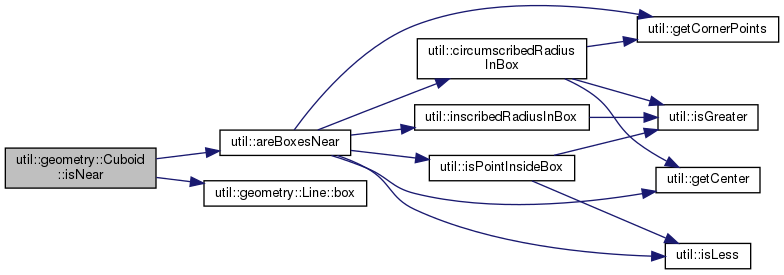 util::geometry::Cuboid
::isNear
util::areBoxesNear
util::geometry::Line::box
util::circumscribedRadius
InBox
util::inscribedRadiusInBox
util::isPointInsideBox
util::getCornerPoints
util::isGreater
util::getCenter
util::isLess